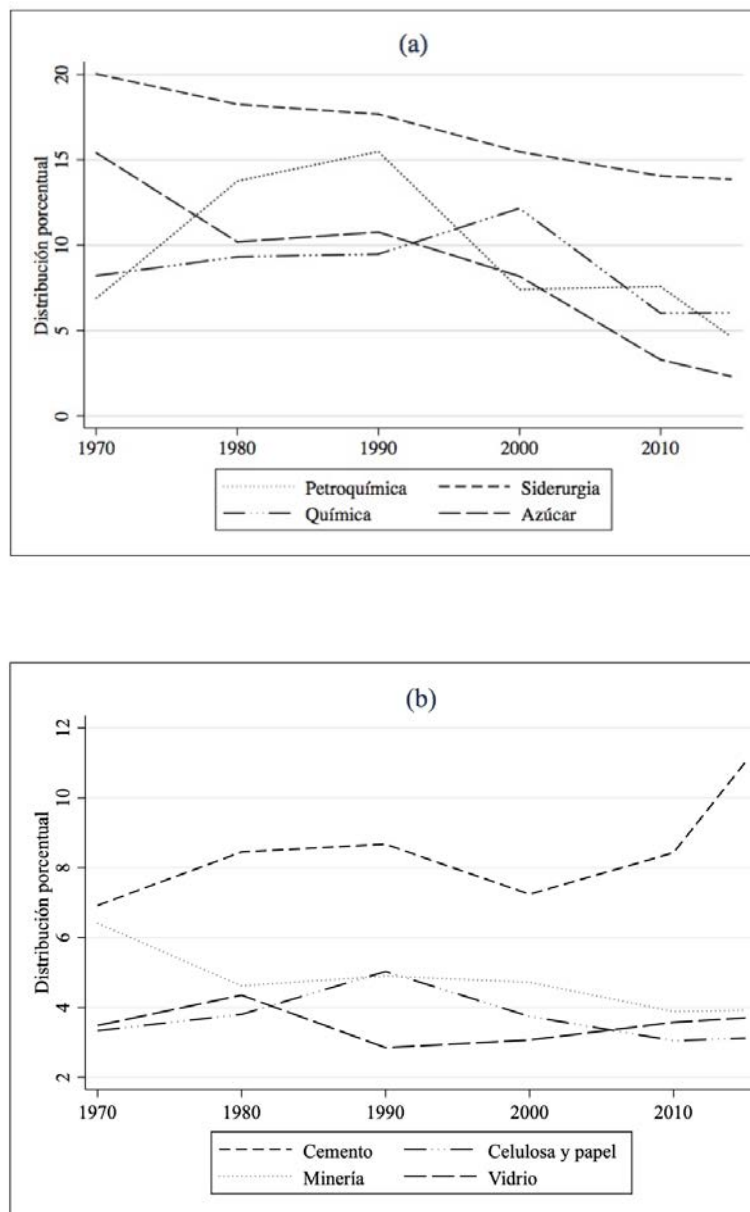 (a)
Distribución porcentual
20
15
10
5
0
1970 1980 1990 2000 2010
Petroquímica Siderurgia
Química Azúcar
(b)
Distribución porcentual
12
10
8
6
4
2
1970 1980 1990 2000 2010
Cemento Celulosa y papel
Minería Vidrio